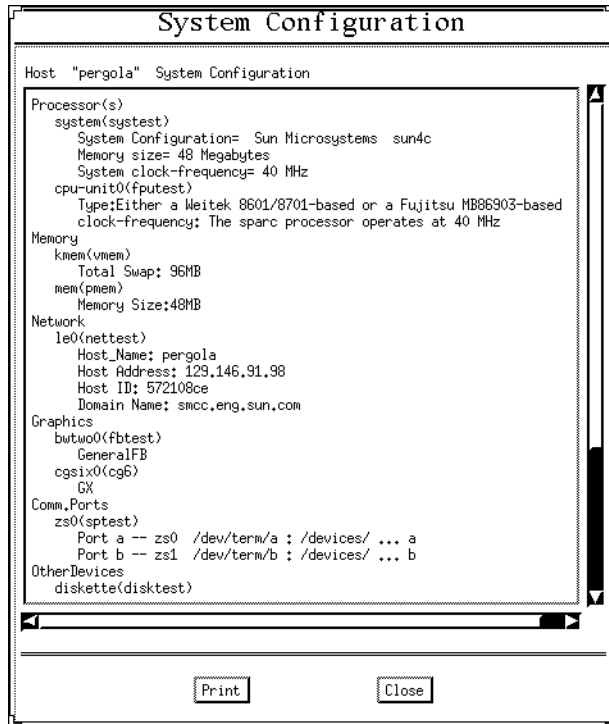 System Configuration
Host "pergola" System Configuration
Processor(s)
system(systest)
System Configuration= Sun Microsystems sun4c
Memory size= 48 Megabytes
System clock-frequency= 40 MHz
cpu-unit0(fputest)
Type:Either a Weitek 8601/8701-based or a Fujitsu MB86903-based
clock-frequency: The sparc processor operates at 40 MHz
Memory
kmem(vmem)
Total Swap: 96MB
mem(pmem)
Memory Size:48MB
Network
le0(nettest)
Host_Name: pergola
Host Address: 129.146.91.98
Host ID: 572108ce
Domain Name: smcc.eng.sun.com
Graphics
bwtwo0(fbtest)
GeneralFB
cgsix0(cg6)
GX
Comm.Ports
zs0(sptest)
Port a -- zs0 /dev/term/a : /devices/ ... a
Port b -- zs1 /dev/term/b : /devices/ ... b
OtherDevices
diskette(disktest)
Print
Close